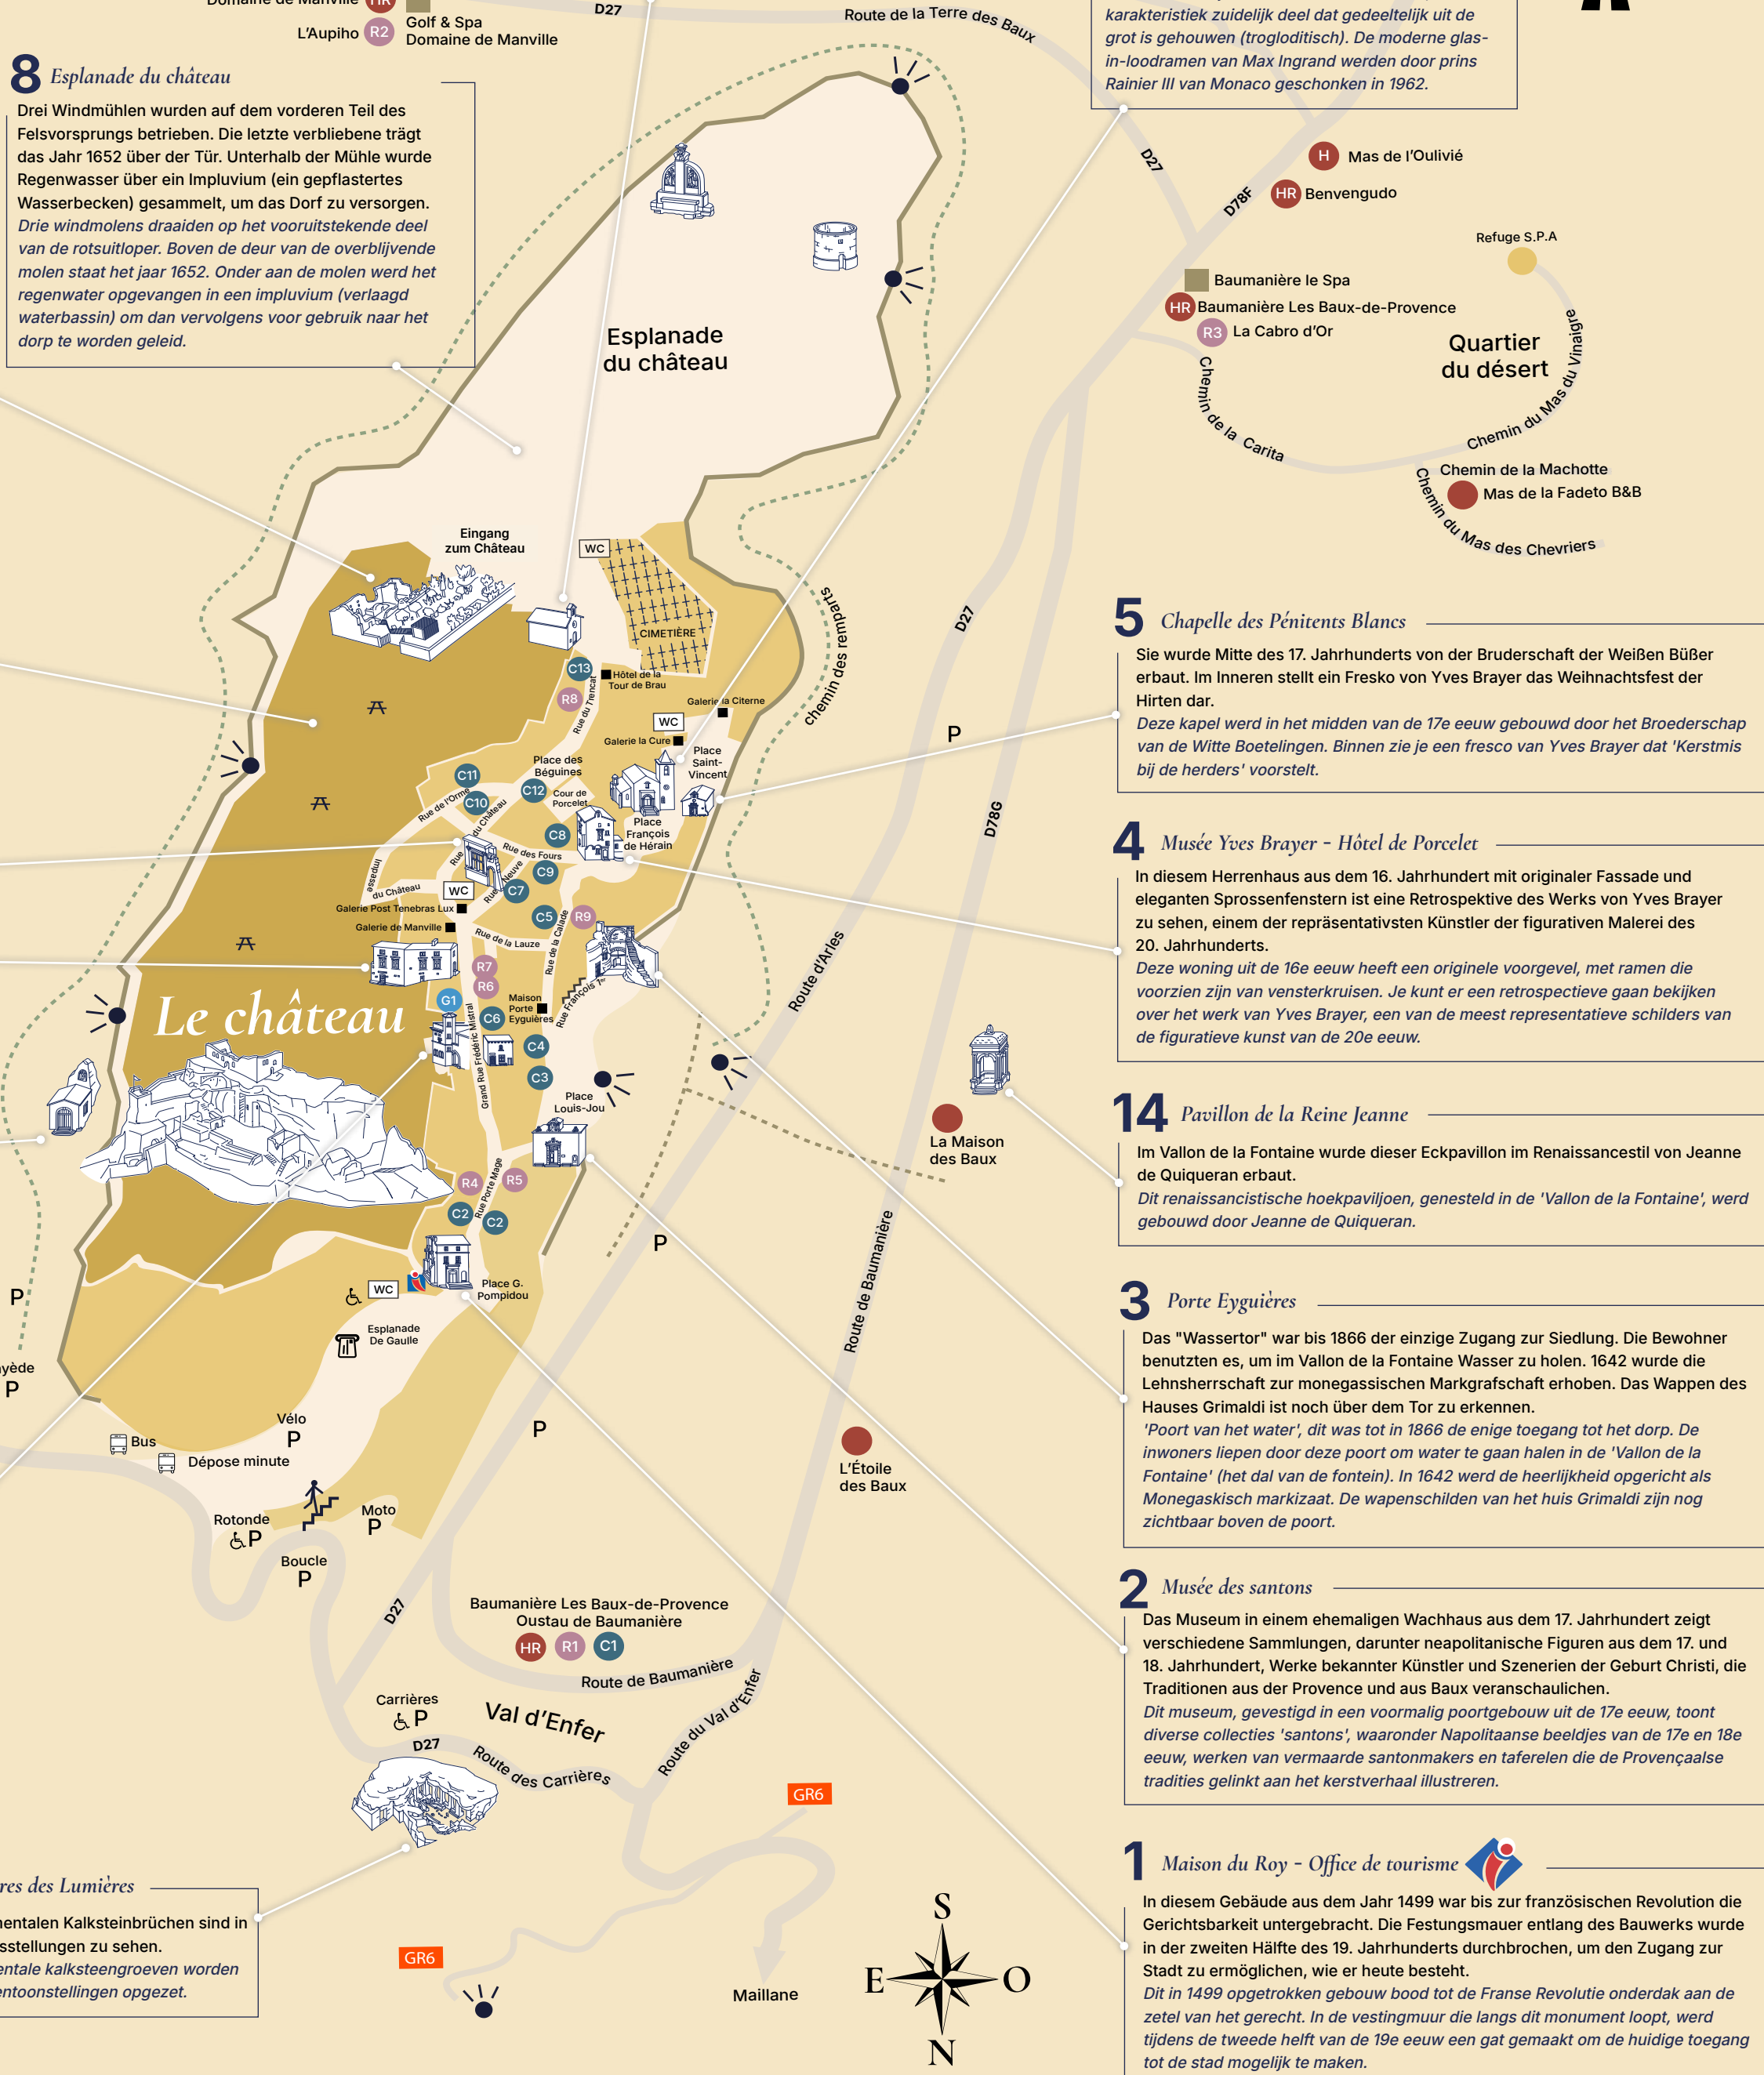 Domaine de Manville HR
L'Aupiho R2
Golf & Spa
Domaine de Manville
D27
Route de la Terre des Baux
karakteristiek zuidelijk deel dat gedeeltelijk uit de
grot is gehouwen (trogloditisch). De moderne glas-
in-loodramen van Max Ingrand werden door prins
Rainier III van Monaco geschonken in 1962.
8 Esplanade du château
Drei Windmühlen wurden auf dem vorderen Teil des
Felsvorsprungs betrieben. Die letzte verbliebene trägt
das Jahr 1652 über der Tür. Unterhalb der Mühle wurde
Regenwasser über ein Impluvium (ein gepflastertes
Wasserbecken) gesammelt, um das Dorf zu versorgen.
Drie windmolens draaiden op het vooruitstekende deel
van de rotsuitloper. Boven de deur van de overblijvende
molen staat het jaar 1652. Onder aan de molen werd het
regenwater opgevangen in een impluvium (verlaagd
waterbassin) om dan vervolgens voor gebruik naar het
dorp te worden geleid.
D27
D78F
H Mas de l'Oulivié
HR Benvengudo
Refuge S.P.A
Baumanière le Spa
HR Baumanière Les Baux-de-Provence
R3 La Cabro d'Or
Quartier
du désert
Chemin de la Carita
Chemin du Mas du Vinaigre
Chemin de la Machotte
Mas de la Fadeto B&B
Chemin du Mas des Chevriers
Esplanade
du château
Eingang
zum Château
WC
CIMETIÈRE
chemin des remparts
D27
C13
Hôtel de la
Tour de Brau
R8
Rue du Trencat
Galerie la Citerne
WC
Galerie la Cure
Place
Saint-
Vincent
P
Place des
Béguines
C11
C10
C12
Rue de l'Orme
Cour de
Porcelet
Rue du Château
C8
Place
François
de Hérain
Rue des Fours
C9
Impasse
du Château
Rue Neuve
C7
WC
Galerie Post Tenebras Lux
Galerie de Manville
C5
R9
Rue de la Lauze
Rue de la Calade
R7
R6
G1
C6
Maison
Porte
Eyguières
Rue François 1er
Grand Rue Frédéric Mistral
C4
C3
Place
Louis-Jou
Le château
R4
R5
Rue Porte Mage
C2
C2
WC
Place G.
Pompidou
Esplanade
De Gaulle
D78G
Route d'Arles
La Maison
des Baux
P
Route de Baumanière
P
yède
P
Vélo
P
P
Bus
Dépose minute
Rotonde
P
Moto
P
Boucle
P
L'Étoile
des Baux
D27
Baumanière Les Baux-de-Provence
Oustau de Baumanière
HR R1 C1
Route de Baumanière
Carrières
P
Val d'Enfer
D27
Route des Carrières
Route du Val d'Enfer
GR6
GR6
Maillane
S
E O
N
res des Lumières
entalen Kalksteinbrüchen sind in
sstellungen zu sehen.
entale kalksteengroeven worden
entoonstellingen opgezet.
5 Chapelle des Pénitents Blancs
Sie wurde Mitte des 17. Jahrhunderts von der Bruderschaft der Weißen Büßer
erbaut. Im Inneren stellt ein Fresko von Yves Brayer das Weihnachtsfest der
Hirten dar.
Deze kapel werd in het midden van de 17e eeuw gebouwd door het Broederschap
van de Witte Boetelingen. Binnen zie je een fresco van Yves Brayer dat 'Kerstmis
bij de herders' voorstelt.
4 Musée Yves Brayer - Hôtel de Porcelet
In diesem Herrenhaus aus dem 16. Jahrhundert mit originaler Fassade und
eleganten Sprossenfenstern ist eine Retrospektive des Werks von Yves Brayer
zu sehen, einem der repräsentativsten Künstler der figurativen Malerei des
20. Jahrhunderts.
Deze woning uit de 16e eeuw heeft een originele voorgevel, met ramen die
voorzien zijn van vensterkruisen. Je kunt er een retrospectieve gaan bekijken
over het werk van Yves Brayer, een van de meest representatieve schilders van
de figuratieve kunst van de 20e eeuw.
14 Pavillon de la Reine Jeanne
Im Vallon de la Fontaine wurde dieser Eckpavillon im Renaissancestil von Jeanne
de Quiqueran erbaut.
Dit renaissancistische hoekpaviljoen, genesteld in de 'Vallon de la Fontaine', werd
gebouwd door Jeanne de Quiqueran.
3 Porte Eyguières
Das "Wassertor" war bis 1866 der einzige Zugang zur Siedlung. Die Bewohner
benutzten es, um im Vallon de la Fontaine Wasser zu holen. 1642 wurde die
Lehnsherrschaft zur monegassischen Markgrafschaft erhoben. Das Wappen des
Hauses Grimaldi ist noch über dem Tor zu erkennen.
'Poort van het water', dit was tot in 1866 de enige toegang tot het dorp. De
inwoners liepen door deze poort om water te gaan halen in de 'Vallon de la
Fontaine' (het dal van de fontein). In 1642 werd de heerlijkheid opgericht als
Monegaskisch markizaat. De wapenschilden van het huis Grimaldi zijn nog
zichtbaar boven de poort.
2 Musée des santons
Das Museum in einem ehemaligen Wachhaus aus dem 17. Jahrhundert zeigt
verschiedene Sammlungen, darunter neapolitanische Figuren aus dem 17. und
18. Jahrhundert, Werke bekannter Künstler und Szenerien der Geburt Christi, die
Traditionen aus der Provence und aus Baux veranschaulichen.
Dit museum, gevestigd in een voormalig poortgebouw uit de 17e eeuw, toont
diverse collecties 'santons', waaronder Napolitaanse beeldjes van de 17e en 18e
eeuw, werken van vermaarde santonmakers en taferelen die de Provençaalse
tradities gelinkt aan het kerstverhaal illustreren.
1 Maison du Roy - Office de tourisme
In diesem Gebäude aus dem Jahr 1499 war bis zur französischen Revolution die
Gerichtsbarkeit untergebracht. Die Festungsmauer entlang des Bauwerks wurde
in der zweiten Hälfte des 19. Jahrhunderts durchbrochen, um den Zugang zur
Stadt zu ermöglichen, wie er heute besteht.
Dit in 1499 opgetrokken gebouw bood tot de Franse Revolutie onderdak aan de
zetel van het gerecht. In de vestingmuur die langs dit monument loopt, werd
tijdens de tweede helft van de 19e eeuw een gat gemaakt om de huidige toegang
tot de stad mogelijk te maken.